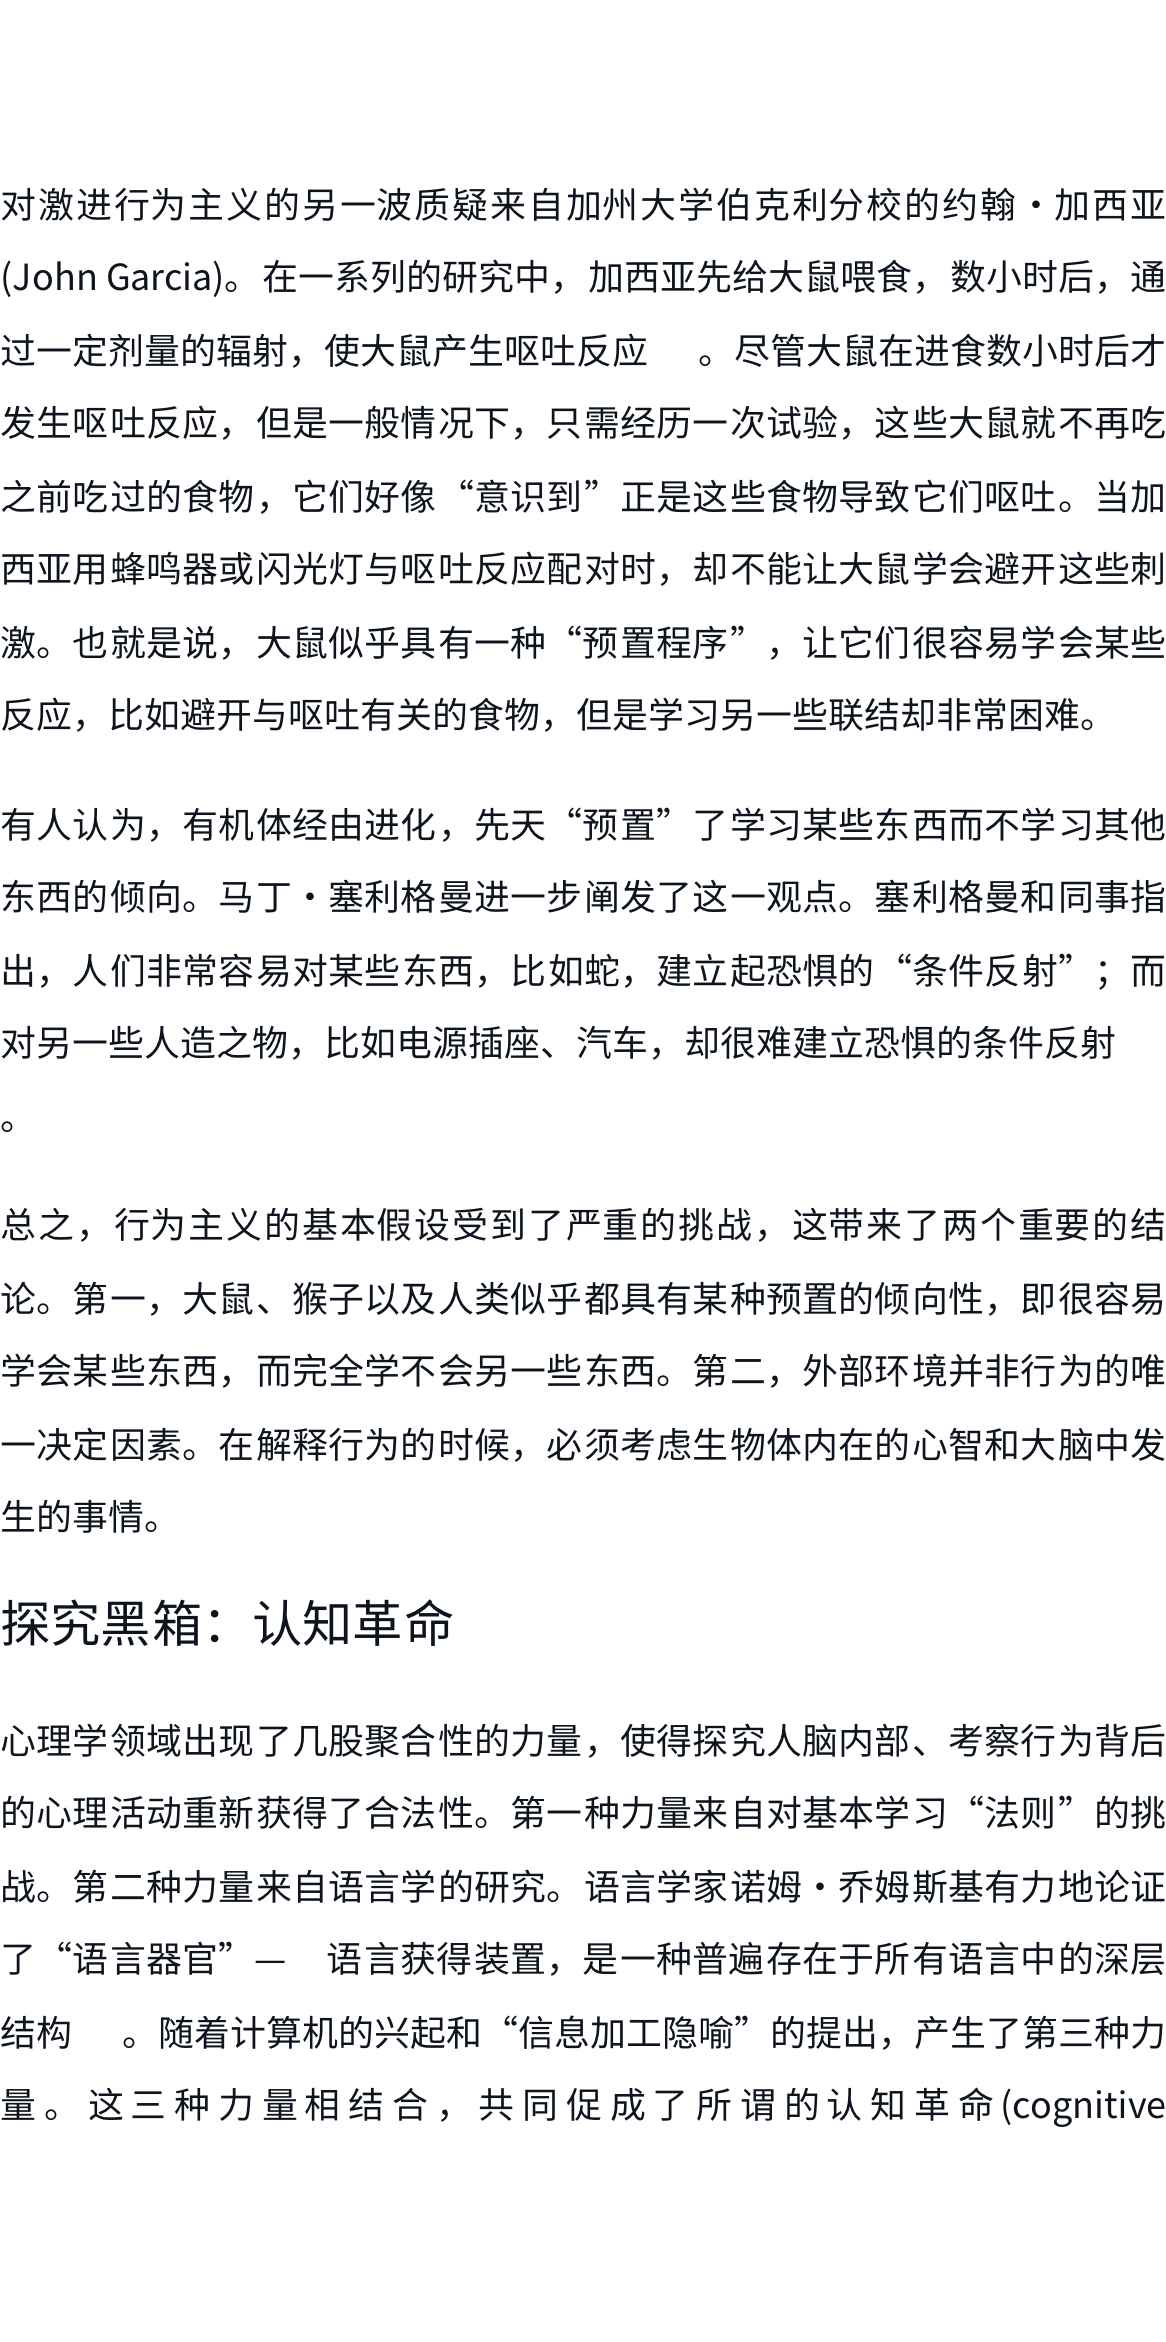 对激进行为主义的另一波质疑来自加州大学伯克利分校的约翰·加西亚
(John Garcia)。在一系列的研究中，加西亚先给大鼠喂食，数小时后，通
过一定剂量的辐射，使大鼠产生呕吐反应 。尽管大鼠在进食数小时后才
发生呕吐反应，但是一般情况下，只需经历一次试验，这些大鼠就不再吃
之前吃过的食物，它们好像“意识到”正是这些食物导致它们呕吐。当加
西亚用蜂鸣器或闪光灯与呕吐反应配对时，却不能让大鼠学会避开这些刺
激。也就是说，大鼠似乎具有一种“预置程序”，让它们很容易学会某些
反应，比如避开与呕吐有关的食物，但是学习另一些联结却非常困难。
有人认为，有机体经由进化，先天“预置”了学习某些东西而不学习其他
东西的倾向。马丁·塞利格曼进一步阐发了这一观点。塞利格曼和同事指
出，人们非常容易对某些东西，比如蛇，建立起恐惧的“条件反射”；而
对另一些人造之物，比如电源插座、汽车，却很难建立恐惧的条件反射
。
总之，行为主义的基本假设受到了严重的挑战，这带来了两个重要的结
论。第一，大鼠、猴子以及人类似乎都具有某种预置的倾向性，即很容易
学会某些东西，而完全学不会另一些东西。第二，外部环境并非行为的唯
一决定因素。在解释行为的时候，必须考虑生物体内在的心智和大脑中发
生的事情。
探究黑箱：认知革命
心理学领域出现了几股聚合性的力量，使得探究人脑内部、考察行为背后
的心理活动重新获得了合法性。第一种力量来自对基本学习“法则”的挑
战。第二种力量来自语言学的研究。语言学家诺姆·乔姆斯基有力地论证
了“语言器官”— 语言获得装置，是一种普遍存在于所有语言中的深层
结构 。随着计算机的兴起和“信息加工隐喻”的提出，产生了第三种力
量。这三种力量相结合，共同促成了所谓的认知革命(cognitive